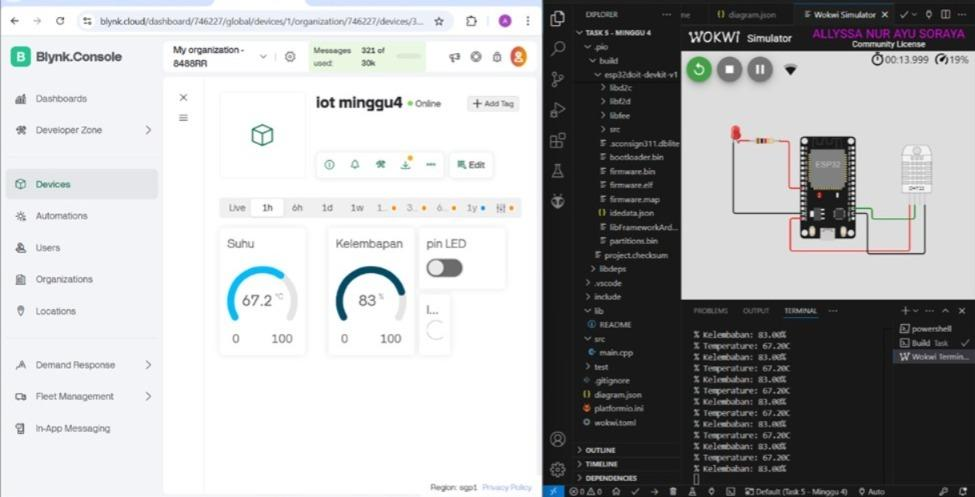 blynk.cloud/dashboard/746227/global/devices/1/organization/746227/devices/3...
A
B Blynk.Console
My organization - 8488RR
Messages used: 321 of 30k
Dashboards
Developer Zone
Devices
Automations
Users
Organizations
Locations
Demand Response
Fleet Management
In-App Messaging
iot minggu4
Online
+ Add Tag
Edit
Live 1h 6h 1d 1w 1... 3... 6... 1y
Suhu
67.2 °C
0 100
Kelembapan
83 %
0 100
pin LED
I...
Region: sgp1 Privacy Policy
EXPLORER
TASK 5 - MINGGU 4
.pio
build
esp32doit-devkit-v1
libd2c
libf2d
libfee
src
.sconsign311.dblite
bootloader.bin
firmware.bin
firmware.elf
firmware.map
idedata.json
libFrameworkArd...
partitions.bin
project.checksum
libdeps
.vscode
include
lib
README
src
main.cpp
test
.gitignore
diagram.json
platformio.ini
wokwi.toml
OUTLINE
TIMELINE
DEPENDENCIES
me
diagram.json
Wokwi Simulator
WOKWI Simulator
ALLYSSA NUR AYU SORAYA
Community License
00:13.999 19%
ESP32
DHT22
PROBLEMS OUTPUT TERMINAL
% Kelembaban: 83.00%
% Temperature: 67.20C
% Kelembaban: 83.00%
% Temperature: 67.20C
% Kelembaban: 83.00%
% Temperature: 67.20C
% Kelembaban: 83.00%
% Temperature: 67.20C
% Kelembaban: 83.00%
% Temperature: 67.20C
% Kelembaban: 83.00%
% Temperature: 67.20C
% Kelembaban: 83.00%
powershell
Build Task
Wokwi Termin...
0 0
Default (Task 5 - Minggu 4)
Auto